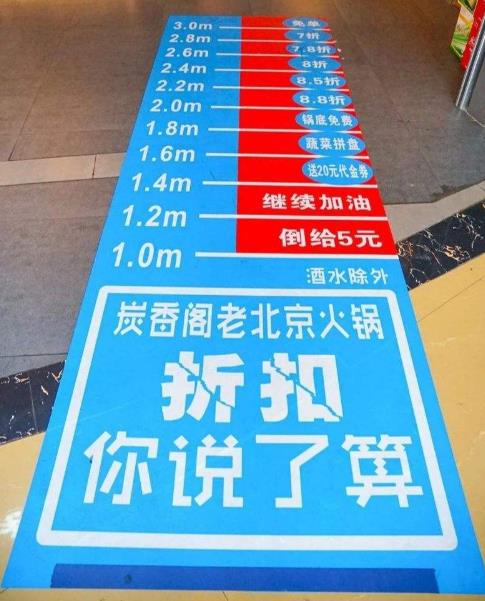 3.0m 免单
2.8m 7折
2.6m 7.8折
2.4m 8折
2.2m 8.5折
2.0m 8.8折
1.8m 锅底免费
1.6m 蔬菜拼盘
1.4m 送20元代金券
1.2m 继续加油
1.0m 倒给5元
酒水除外
炭香阁老北京火锅
折扣
你说了算